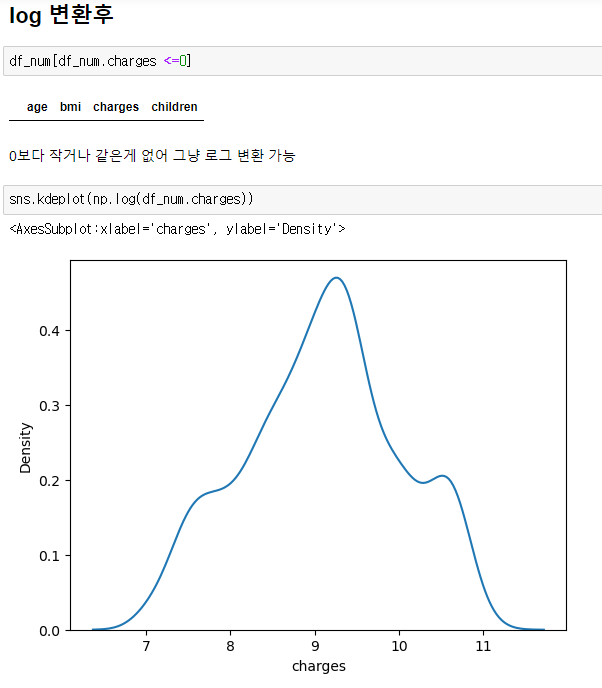 log 변환후
df_num[df_num.charges <=0]
age bmi charges children
0보다 작거나 같은게 없어 그냥 로그 변환 가능
sns.kdeplot(np.log(df_num.charges))
<AxesSubplot:xlabel='charges', ylabel='Density'>
Density
0.4
0.3
0.2
0.1
0.0
7 8 9 10 11
charges